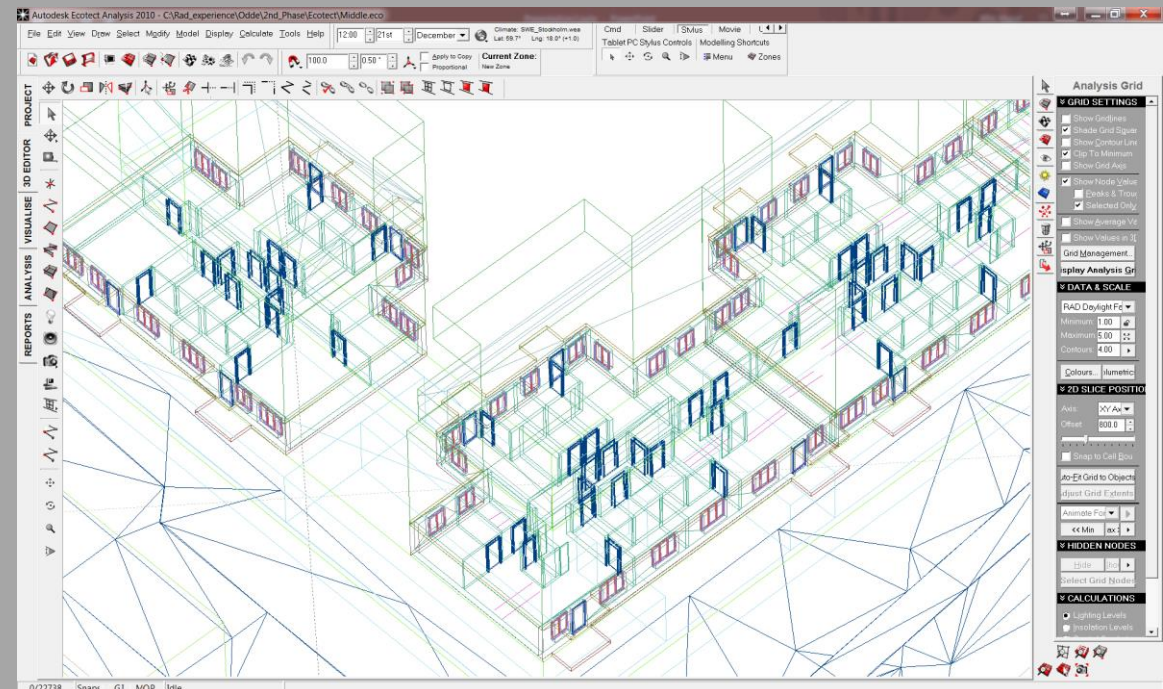 Autodesk Ecotect Analysis 2010 - C:\Rad_experience\Odde\2nd_Phase\Ecotect\Middle.eco
File Edit View Draw Select Modify Model Display Calculate Tools Help
12:00 21st December
Climate: SWE_Stockholm.wea
Lat: 59.7° Lng: 18.0° (+1.0)
Cmd Slider Stylus Movie
Tablet PC Stylus Controls Modelling Shortcuts
Menu Zones
100.0 0.50°
Apply to Copy
Proportional
Current Zone:
New Zone
PROJECT
3D EDITOR
VISUALISE
ANALYSIS
REPORTS
Analysis Grid
GRID SETTINGS
Show Gridlines
Shade Grid Squar
Show Contour Line
Clip To Minimum
Show Grid Axis
Show Node Value
Peaks & Trou
Selected Only
Show Average Va
Show Values in 3D
Grid Management...
isplay Analysis Gri
DATA & SCALE
RAD Daylight Fa
Minimum: 1.00
Maximum: 5.00
Contours: 4.00
Colours...
2D SLICE POSITIO
Axis: XY Ax
Offset: 800.0
Snap to Cell Bou
uto-Fit Grid to Objects
djust Grid Extents
Animate For
<< Min ax
HIDDEN NODES
Hide
Select Grid Nodes
CALCULATIONS
Lighting Levels
Insolation Levels
0/22738 Snap: GI MOP Idle